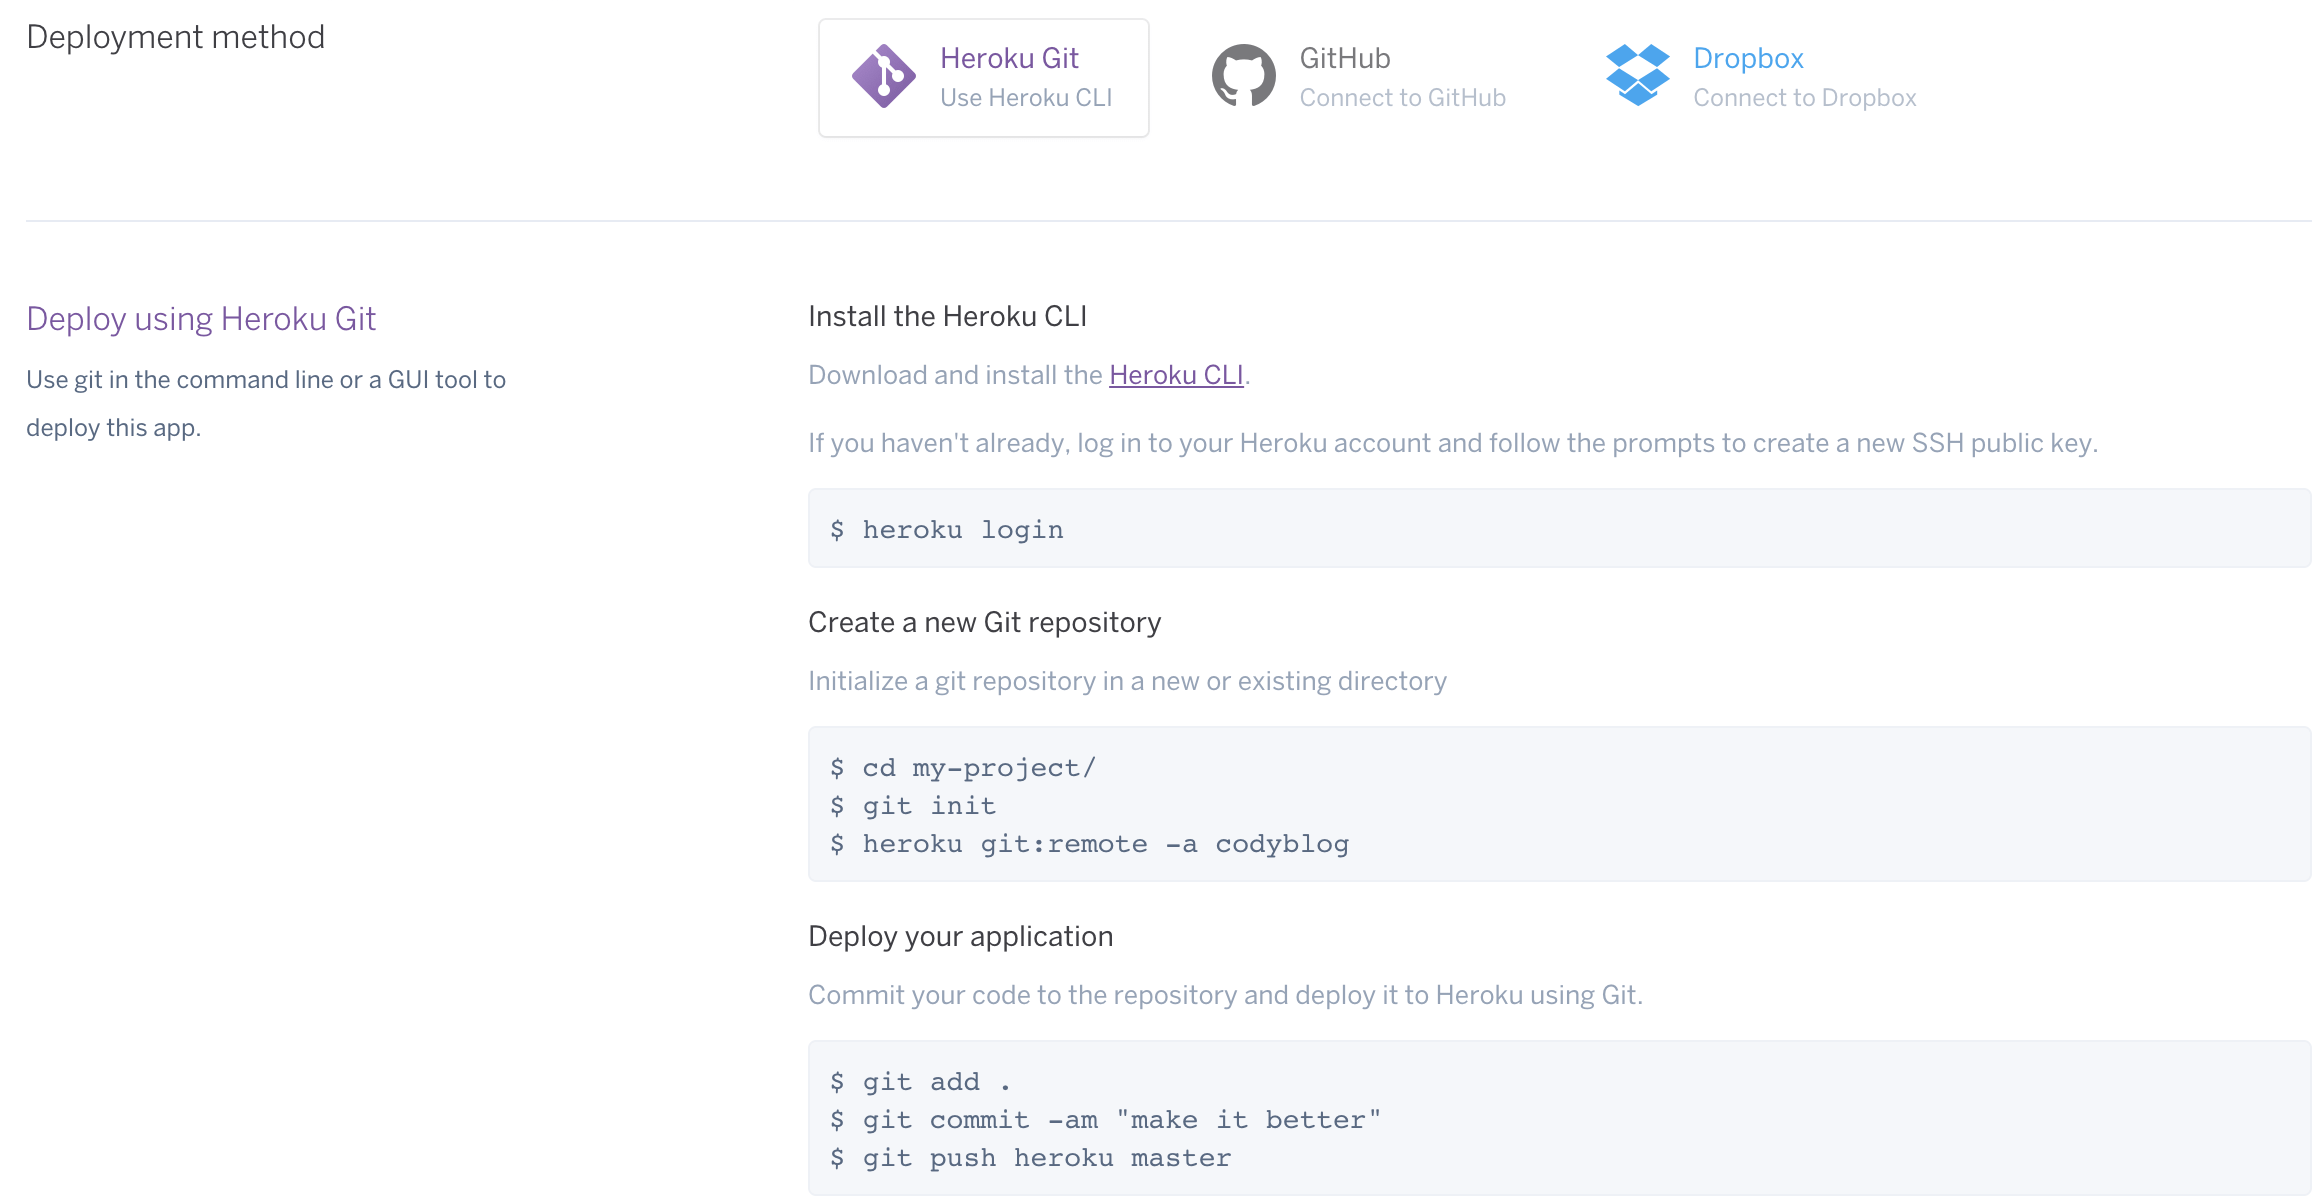 Deployment method
Heroku Git
Use Heroku CLI
GitHub
Connect to GitHub
Dropbox
Connect to Dropbox
Deploy using Heroku Git
Use git in the command line or a GUI tool to
deploy this app.
Install the Heroku CLI
Download and install the Heroku CLI.
If you haven't already, log in to your Heroku account and follow the prompts to create a new SSH public key.
$ heroku login
Create a new Git repository
Initialize a git repository in a new or existing directory
$ cd my-project/
$ git init
$ heroku git:remote -a codyblog
Deploy your application
Commit your code to the repository and deploy it to Heroku using Git.
$ git add .
$ git commit -am "make it better"
$ git push heroku master